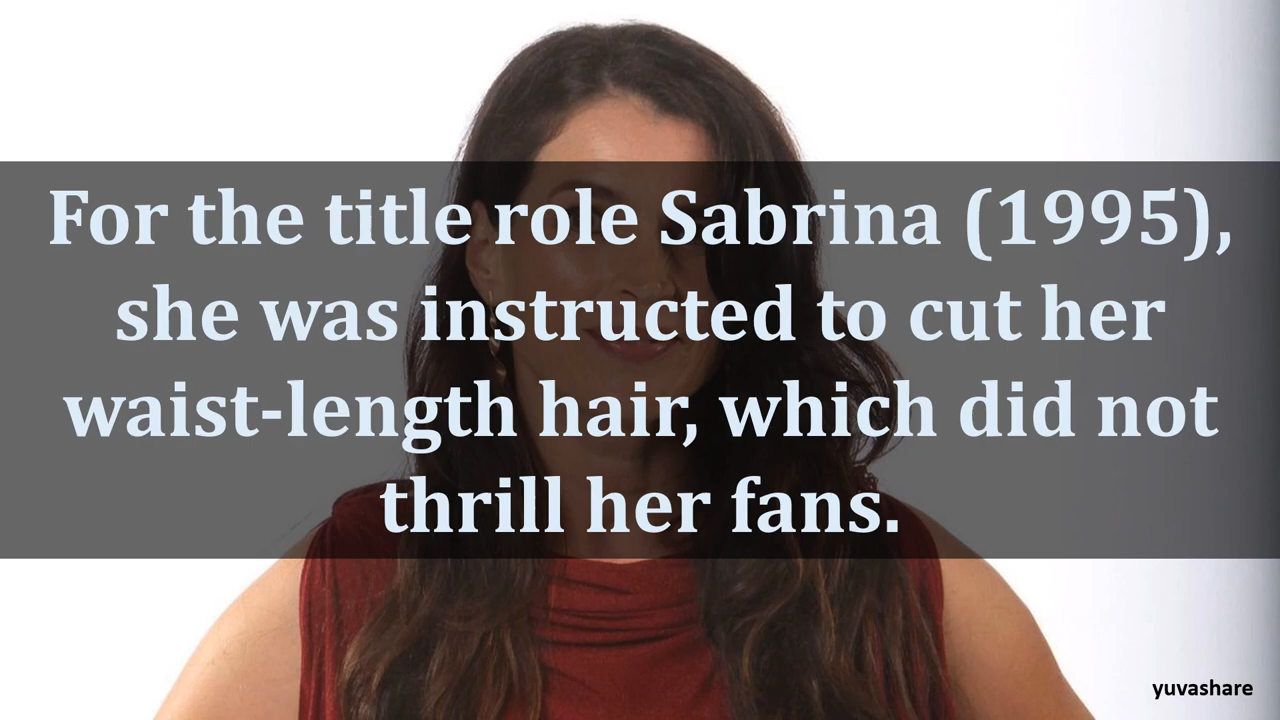 For the title role Sabrina (1995),
she was instructed to cut her
waist-length hair, which did not
thrill her fans.
yuvashare